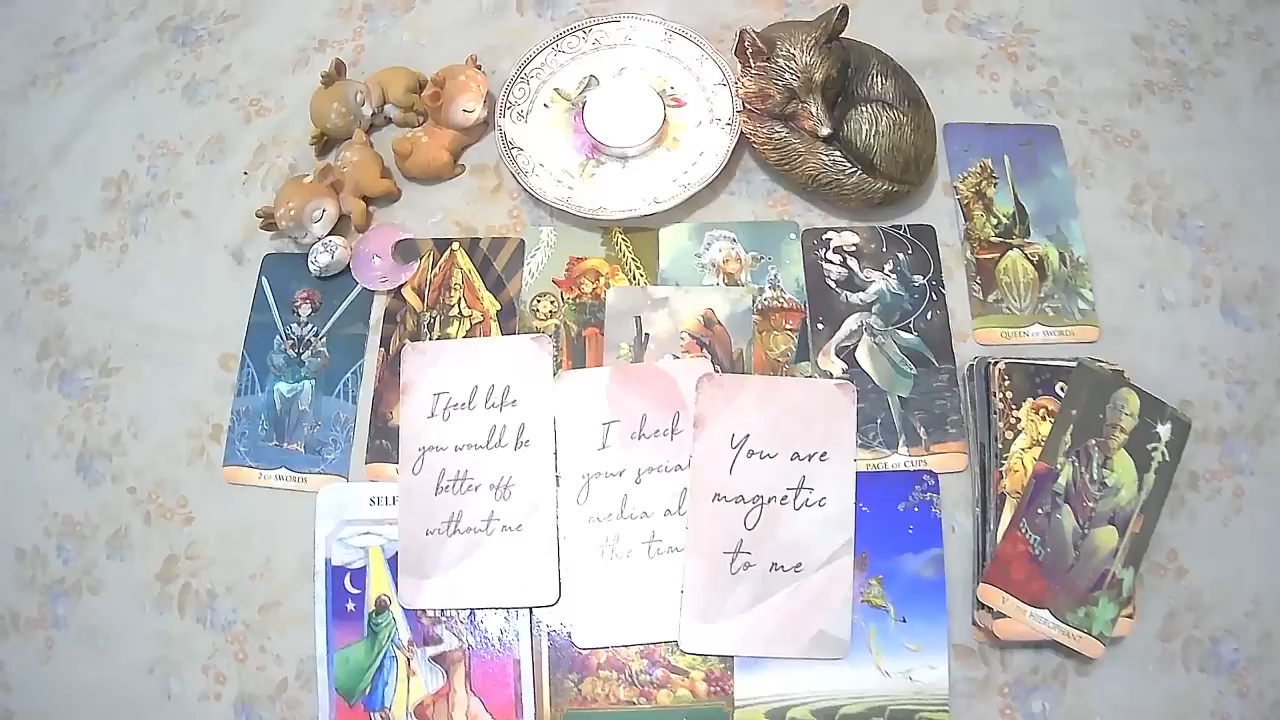 QUEEN OF SWORDS
2 OF SWORDS
PAGE OF CUPS
I feel like
you would be
better off
without me
I check
your social
media al
the tim
You are
magnetic
to me
SELF
HIEROPHANT